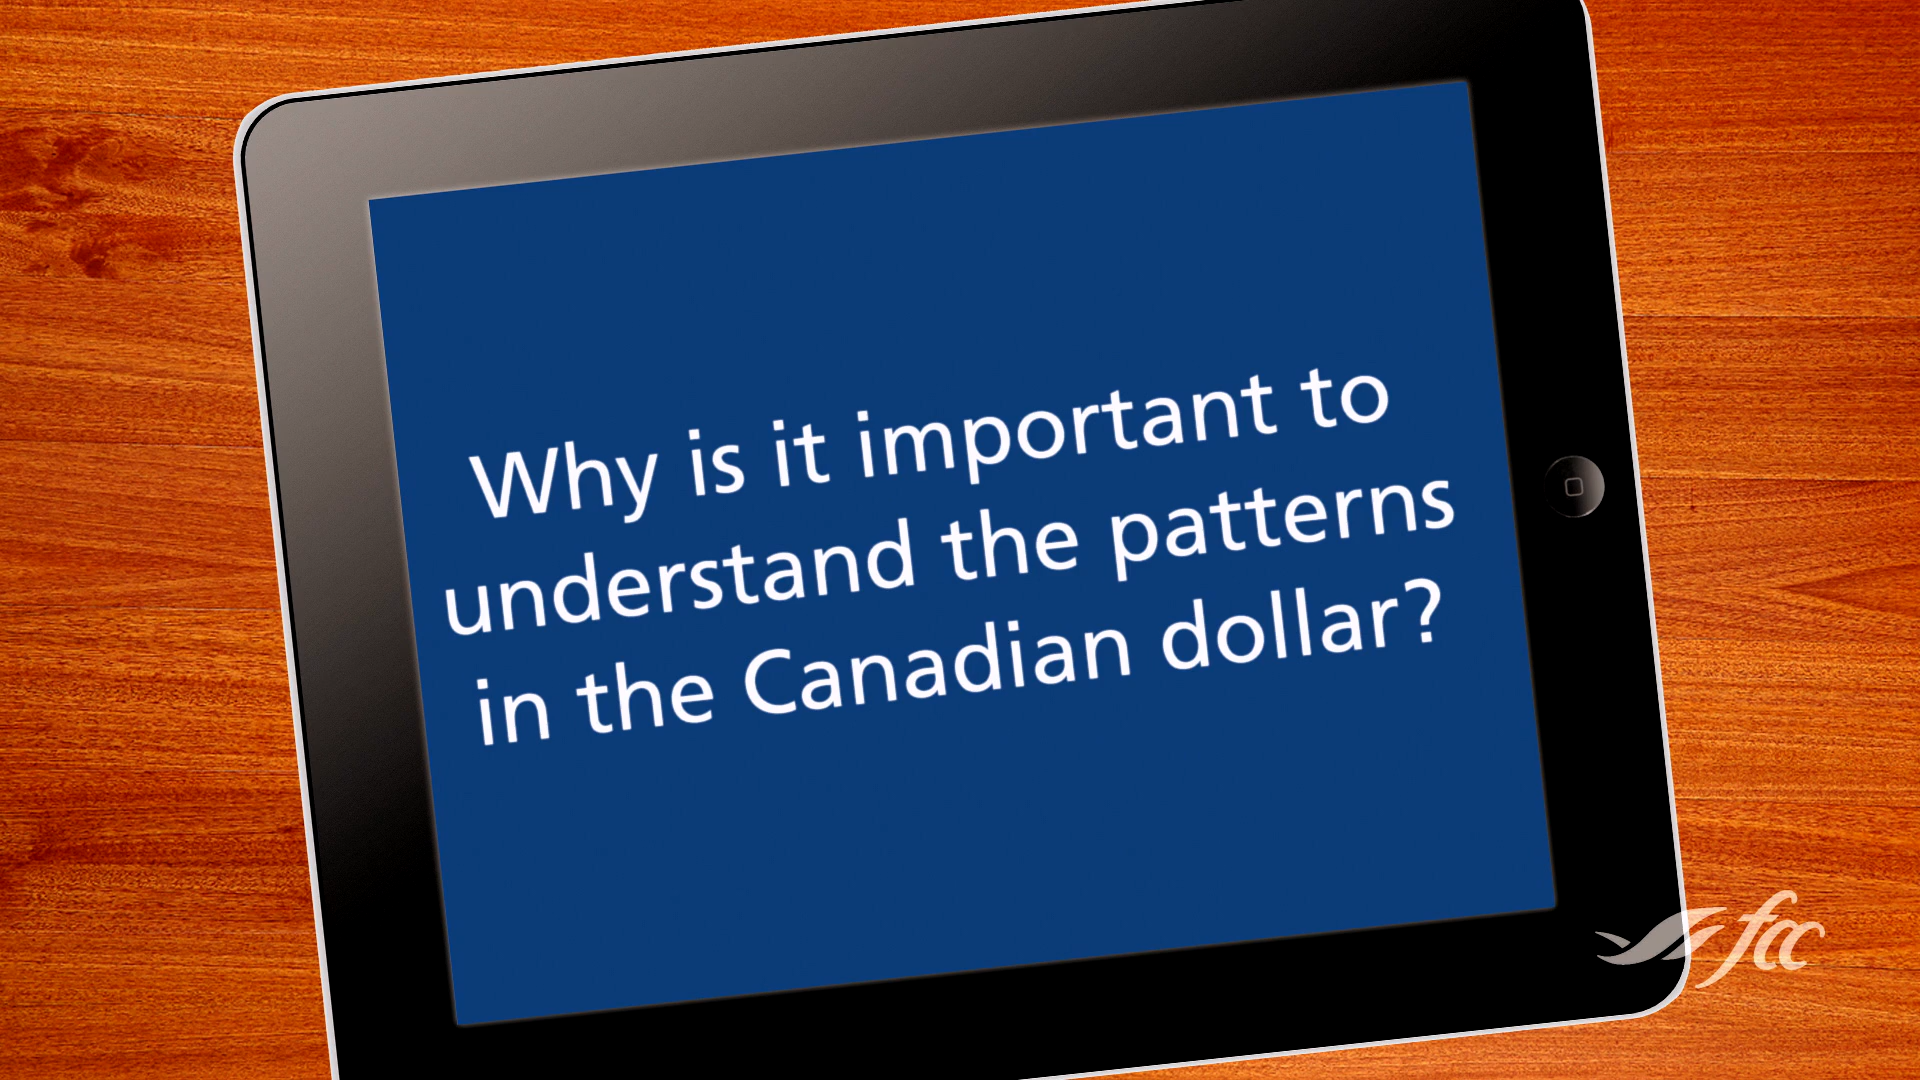 Why is it important to
understand the patterns
in the Canadian dollar?
fcc